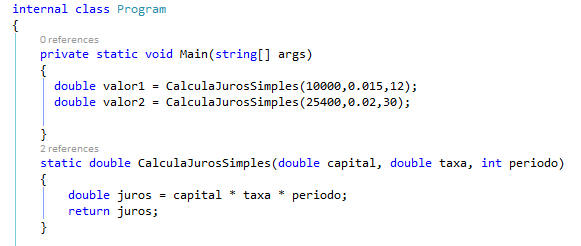 internal class Program
{
0 references
private static void Main(string[] args)
{
double valor1 = CalculaJurosSimples(10000,0.015,12);
double valor2 = CalculaJurosSimples(25400,0.02,30);
}
2 references
static double CalculaJurosSimples(double capital, double taxa, int periodo)
{
double juros = capital * taxa * periodo;
return juros;
}